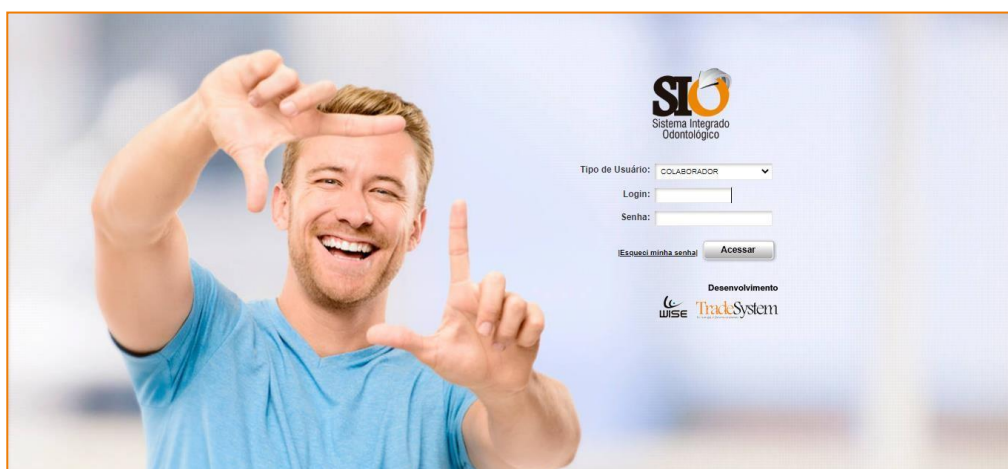 SIO
Sistema Integrado
Odontológico
Tipo de Usuário: COLABORADOR
Login:
Senha:
|Esqueci minha senha| Acessar
Desenvolvimento
WISE TradeSystem